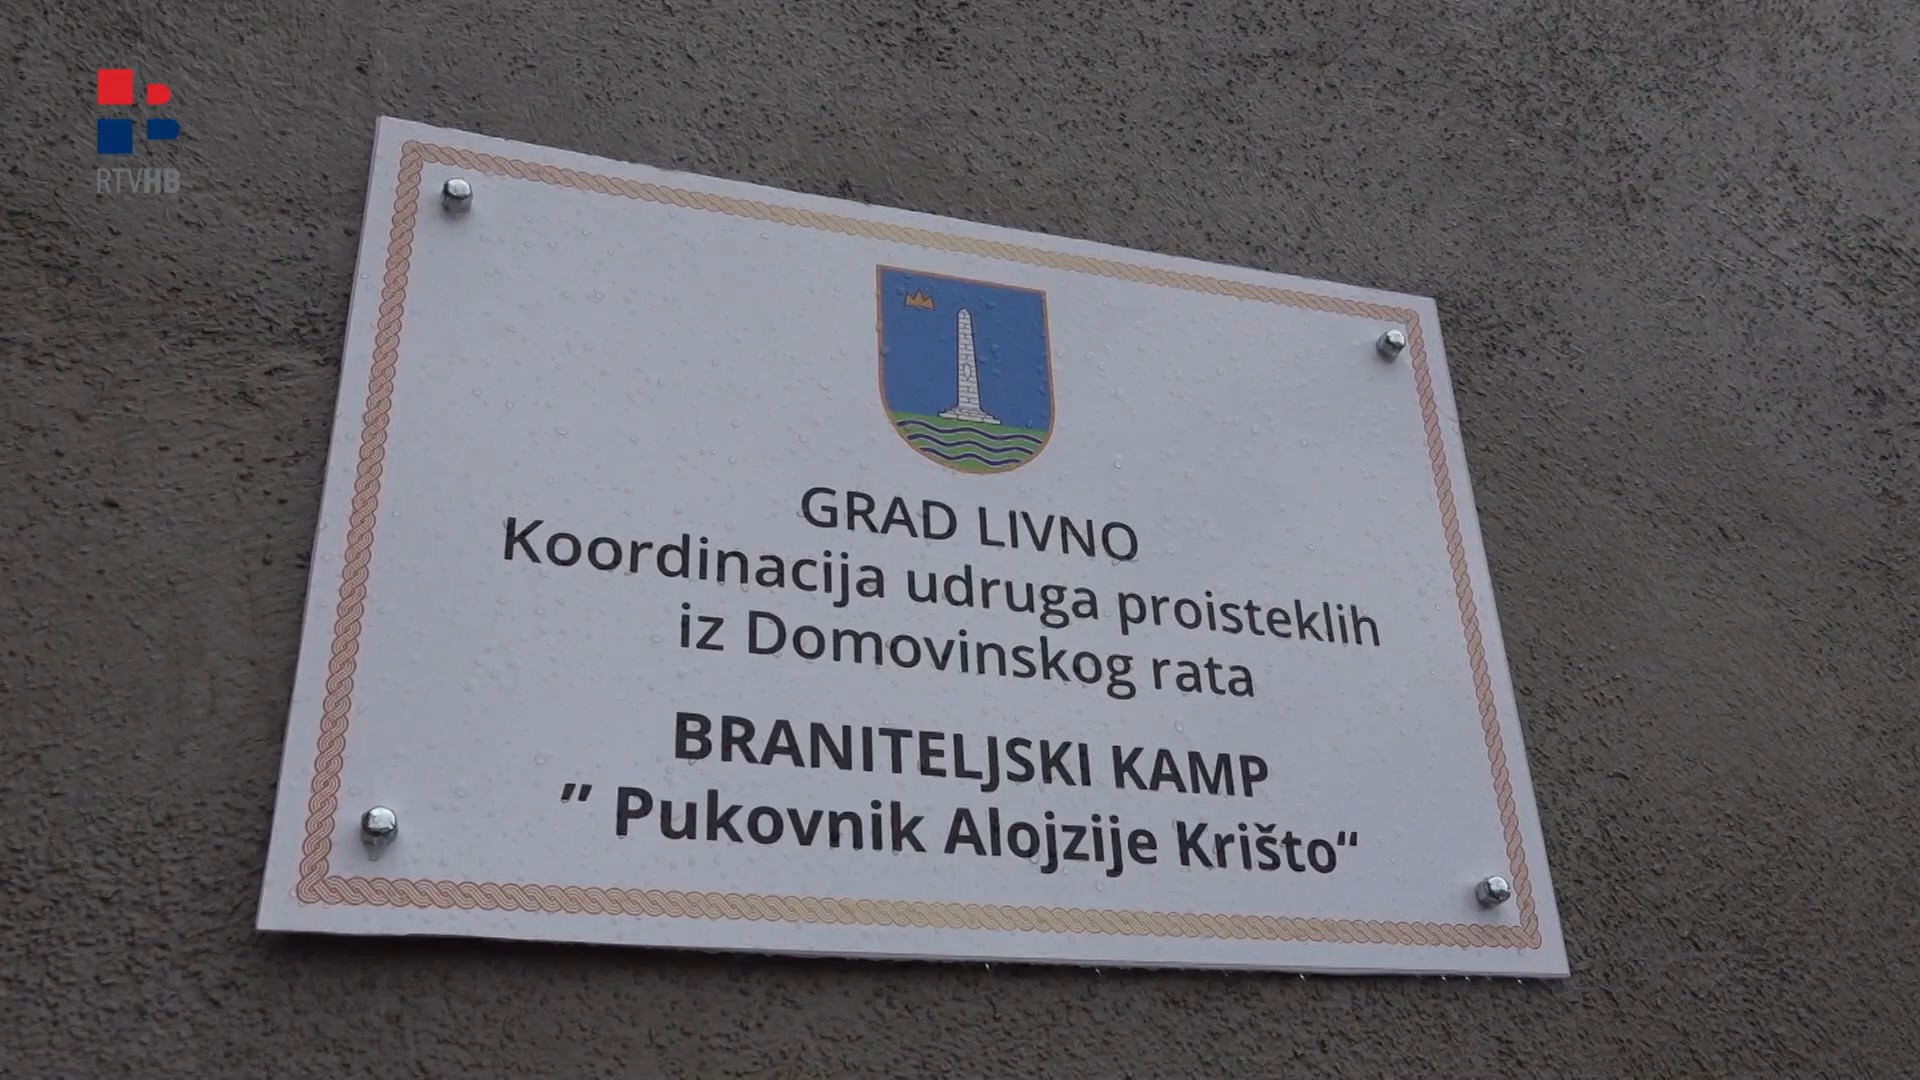 RTVHB
GRAD LIVNO
Koordinacija udruga proisteklih
iz Domovinskog rata
BRANITELJSKI KAMP
” Pukovnik Alojzije Krišto“